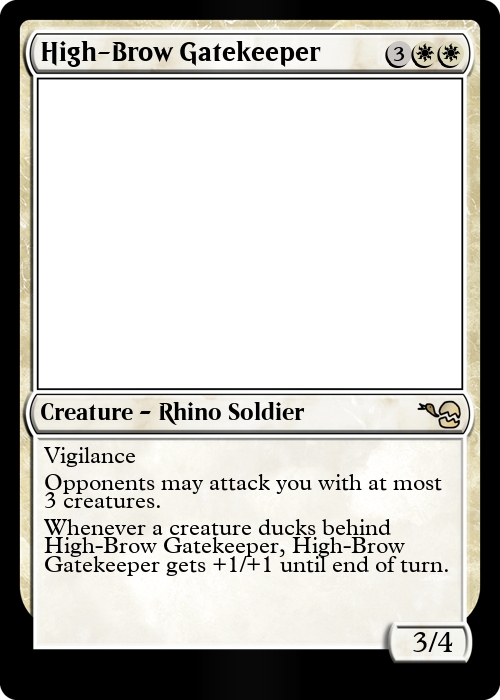 High-Brow Gatekeeper 3
Creature - Rhino Soldier
Vigilance
Opponents may attack you with at most
3 creatures.
Whenever a creature ducks behind
High-Brow Gatekeeper, High-Brow
Gatekeeper gets +1/+1 until end of turn.
3/4